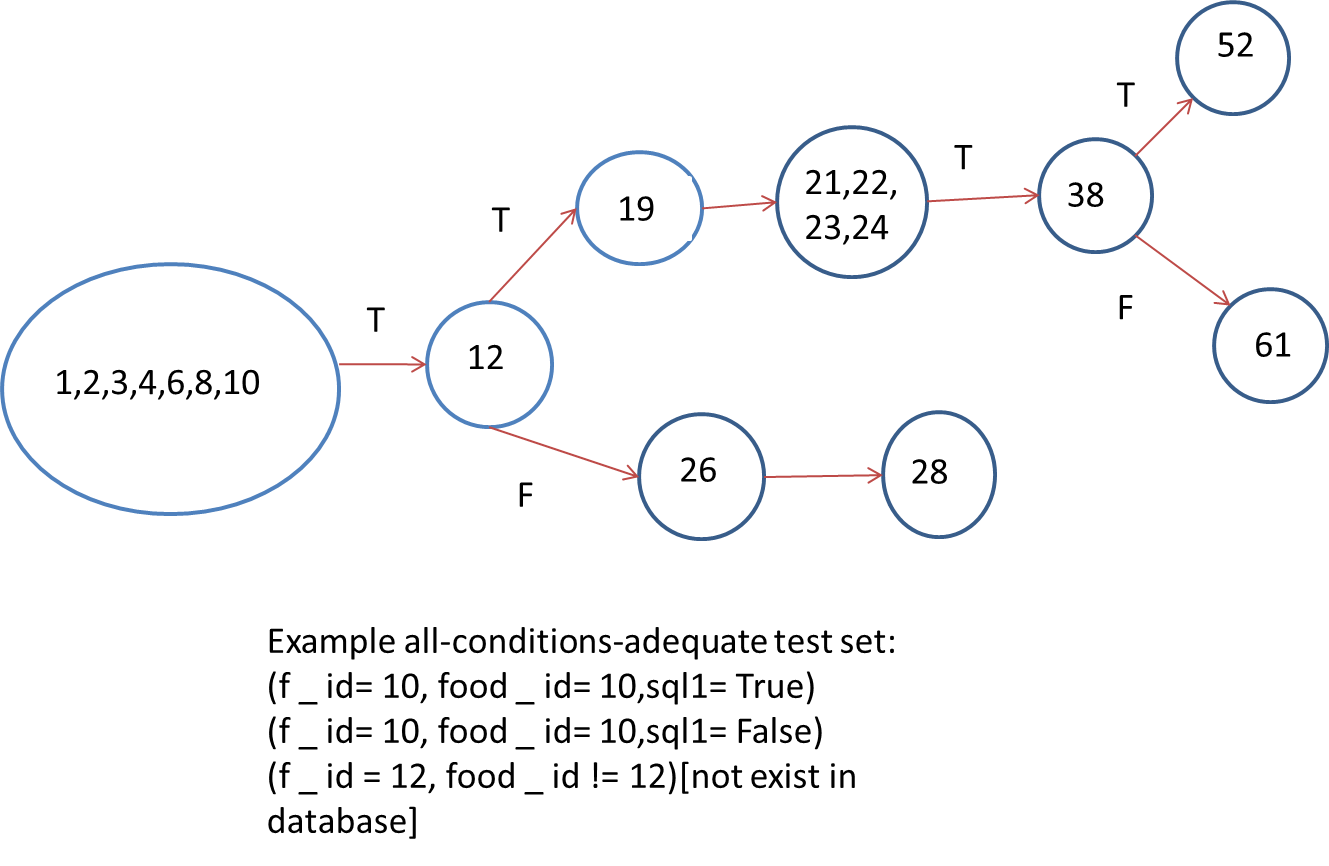 52
T
21,22,
23,24
T
38
19
T
F
61
T
12
1,2,3,4,6,8,10
26
28
F
Example all-conditions-adequate test set:
(f _ id= 10, food _ id= 10,sql1= True)
(f _ id= 10, food _ id= 10,sql1= False)
(f _ id = 12, food _ id != 12)[not exist in
database]